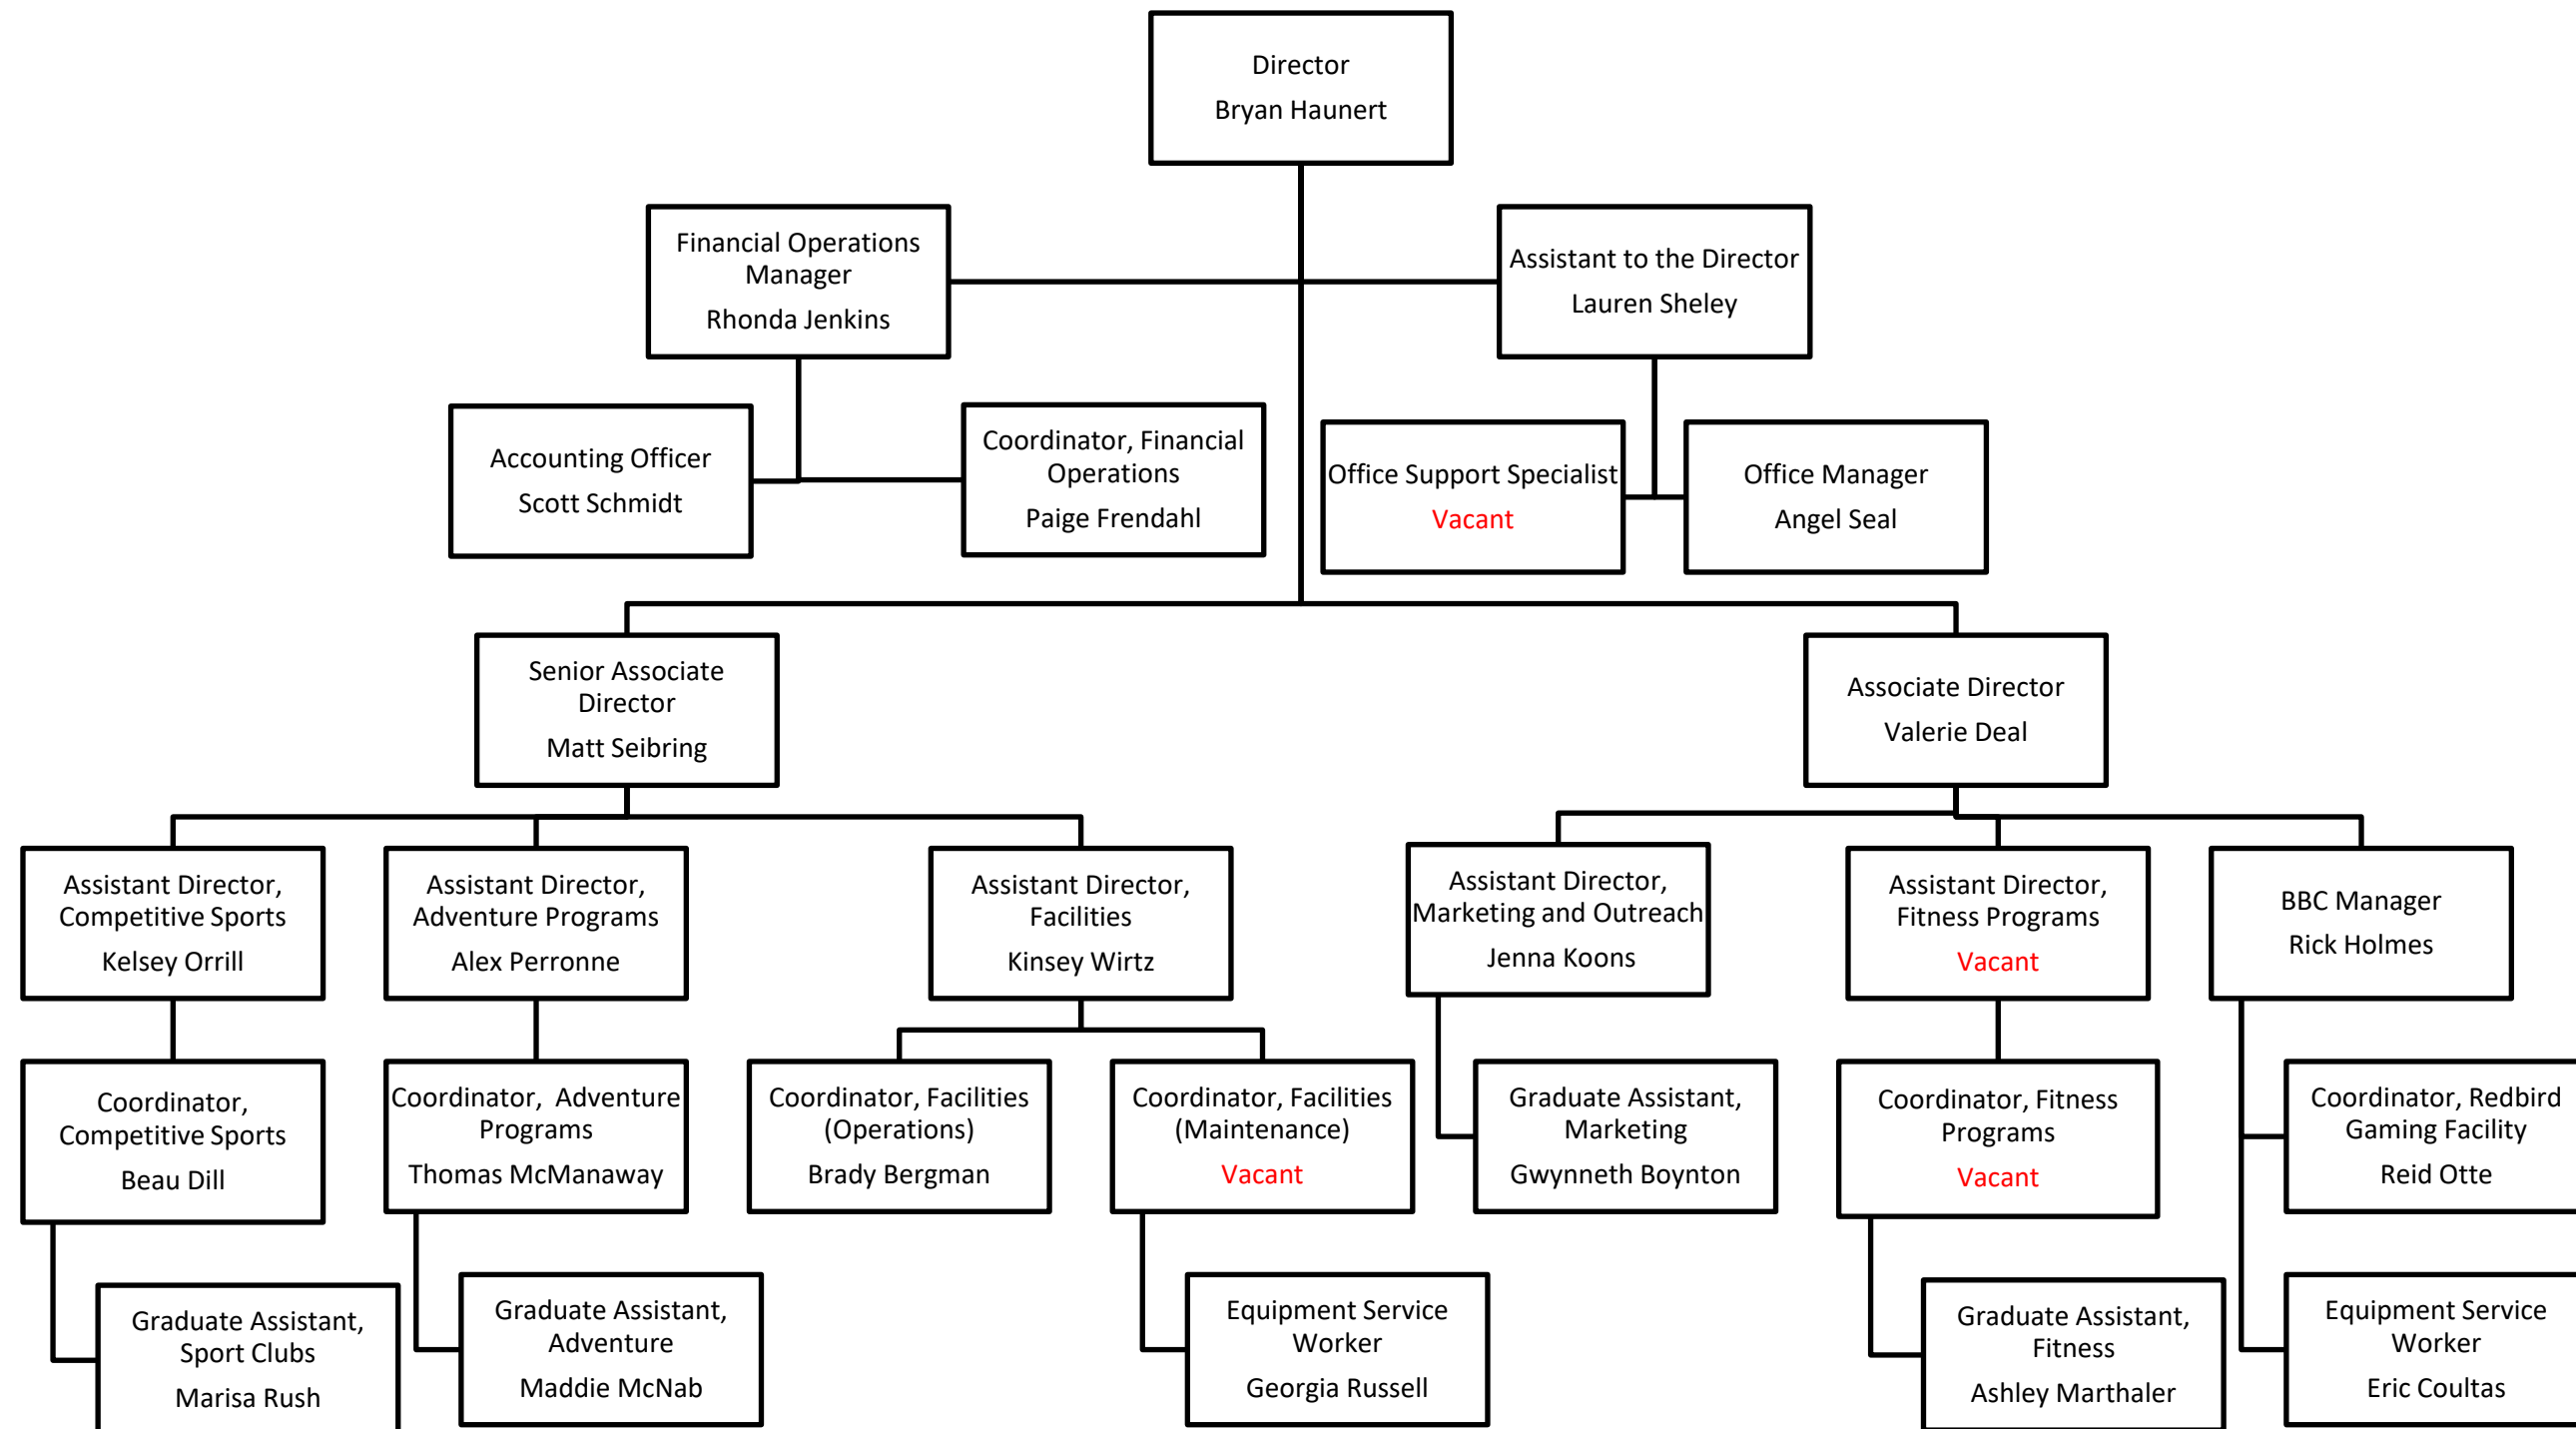 Director
Bryan Haunert
Financial Operations
Manager
Rhonda Jenkins
Assistant to the Director
Lauren Sheley
Accounting Officer
Scott Schmidt
Coordinator, Financial
Operations
Paige Frendahl
Office Support Specialist
Vacant
Office Manager
Angel Seal
Senior Associate
Director
Matt Seibring
Associate Director
Valerie Deal
Assistant Director,
Competitive Sports
Kelsey Orrill
Assistant Director,
Adventure Programs
Alex Perronne
Assistant Director,
Facilities
Kinsey Wirtz
Assistant Director,
Marketing and Outreach
Jenna Koons
Assistant Director,
Fitness Programs
Vacant
BBC Manager
Rick Holmes
Coordinator,
Competitive Sports
Beau Dill
Coordinator, Adventure
Programs
Thomas McManaway
Coordinator, Facilities
(Operations)
Brady Bergman
Coordinator, Facilities
(Maintenance)
Vacant
Graduate Assistant,
Marketing
Gwynneth Boynton
Coordinator, Fitness
Programs
Vacant
Coordinator, Redbird
Gaming Facility
Reid Otte
Graduate Assistant,
Sport Clubs
Marisa Rush
Graduate Assistant,
Adventure
Maddie McNab
Equipment Service
Worker
Georgia Russell
Graduate Assistant,
Fitness
Ashley Marthaler
Equipment Service
Worker
Eric Coultas